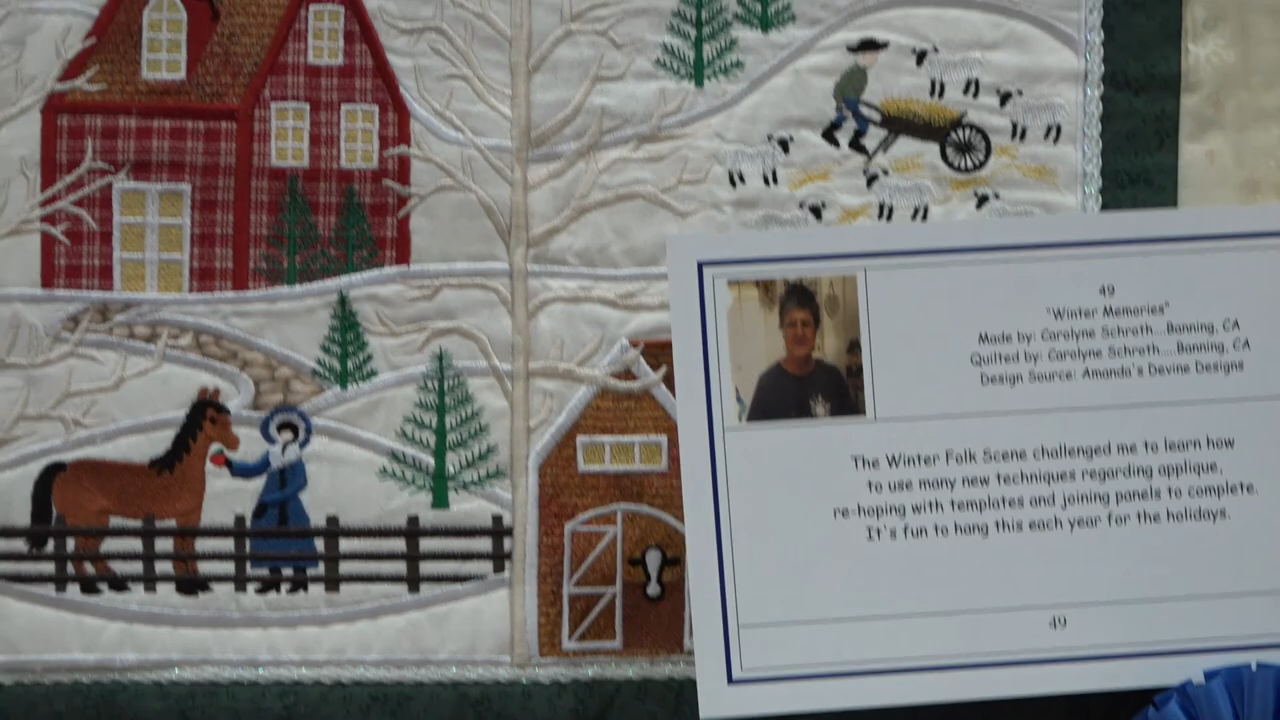 49
"Winter Memories"
Made by: Carolyne Schroth....Banning, CA
Quilted by: Carolyne Schroth....Banning, CA
Design Source: Amanda's Devine Designs
The Winter Folk Scene challenged me to learn how
to use many new techniques regarding applique,
re-hoping with templates and joining panels to complete.
It's fun to hang this each year for the holidays.
49